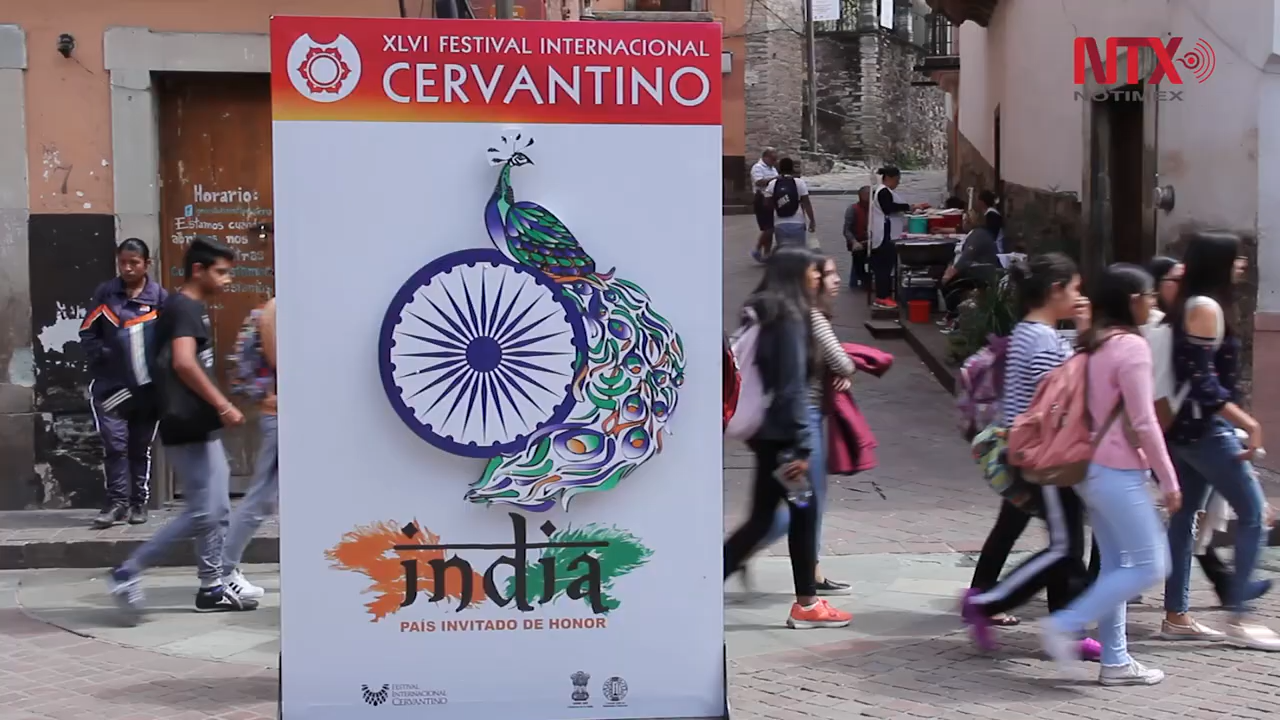 XLVI FESTIVAL INTERNACIONAL
CERVANTINO
NTX
NOTIMEX
Horario:
Estamos
india
PAÍS INVITADO DE HONOR
FESTIVAL
INTERNACIONAL
CERVANTINO